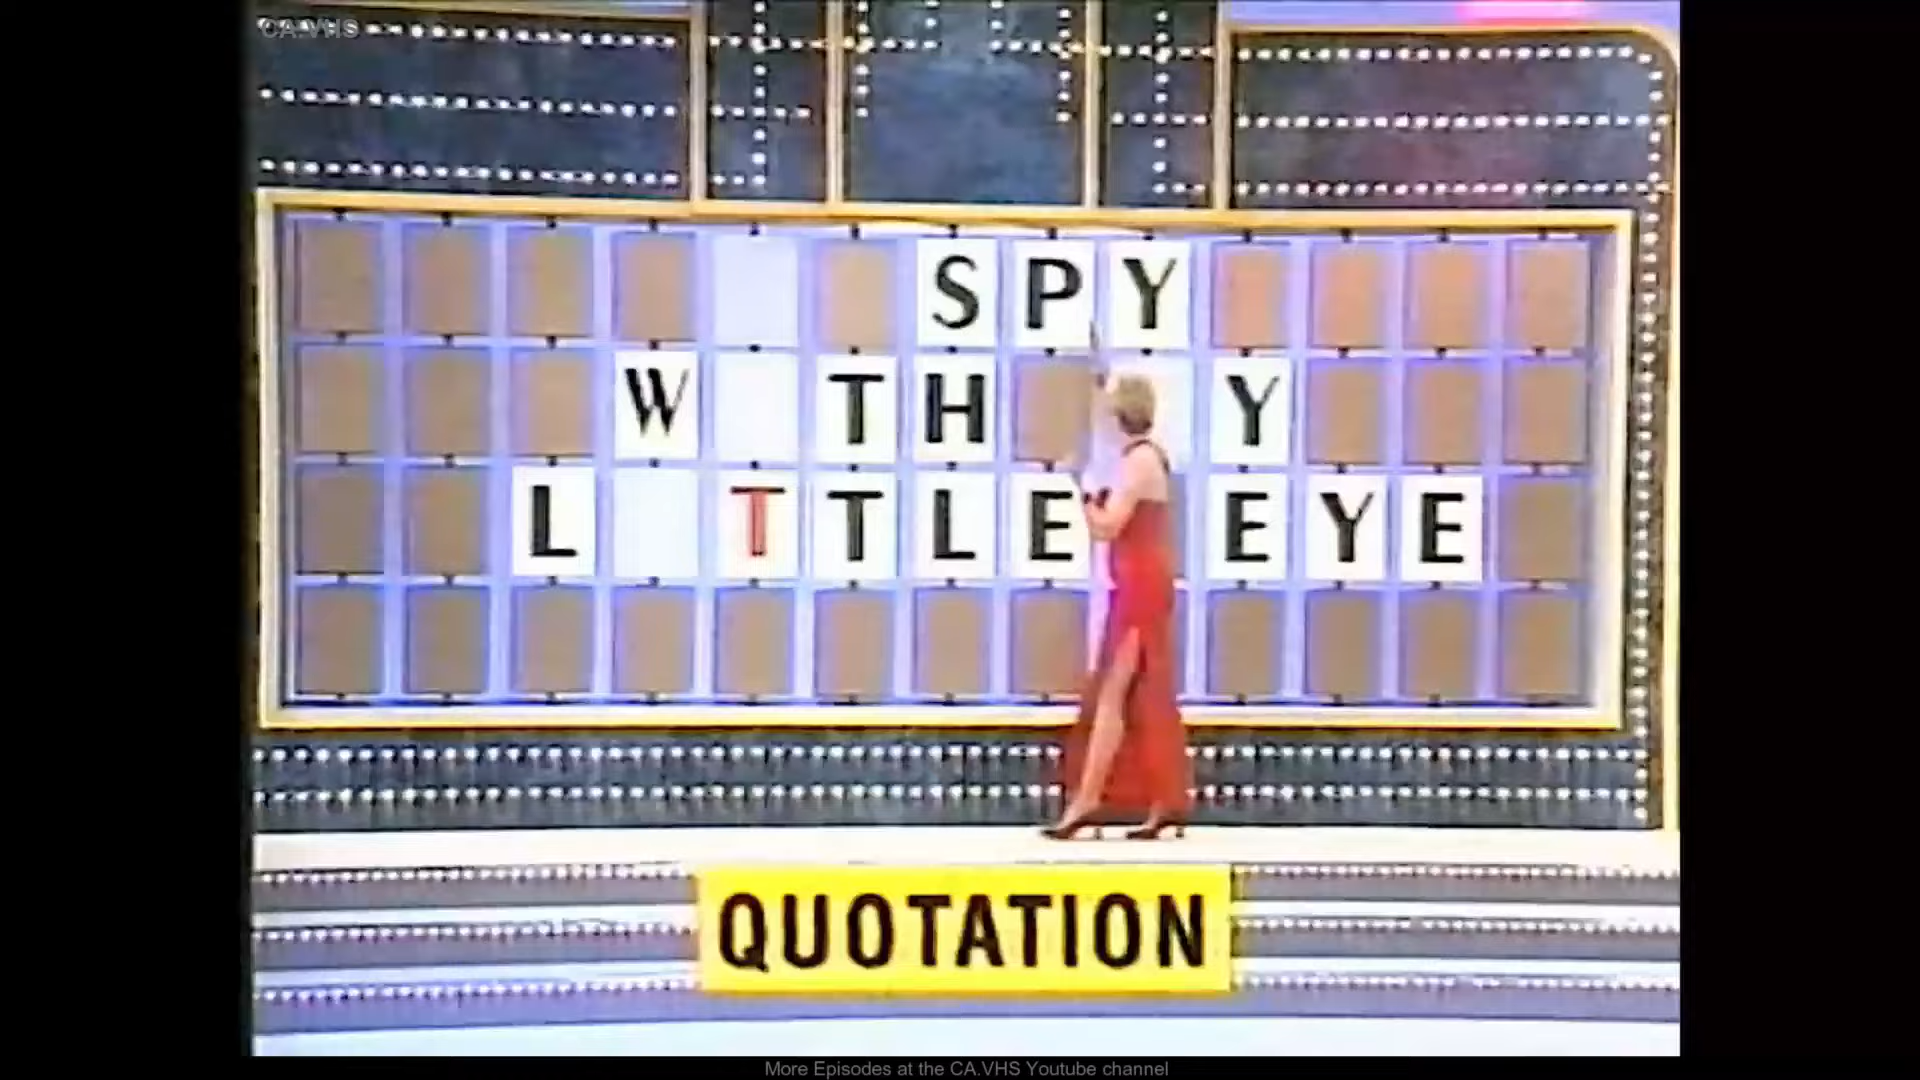 CA.VHS
SPY
W TH Y
L TTLE EYE
QUOTATION
More Episodes at the CA.VHS Youtube channel